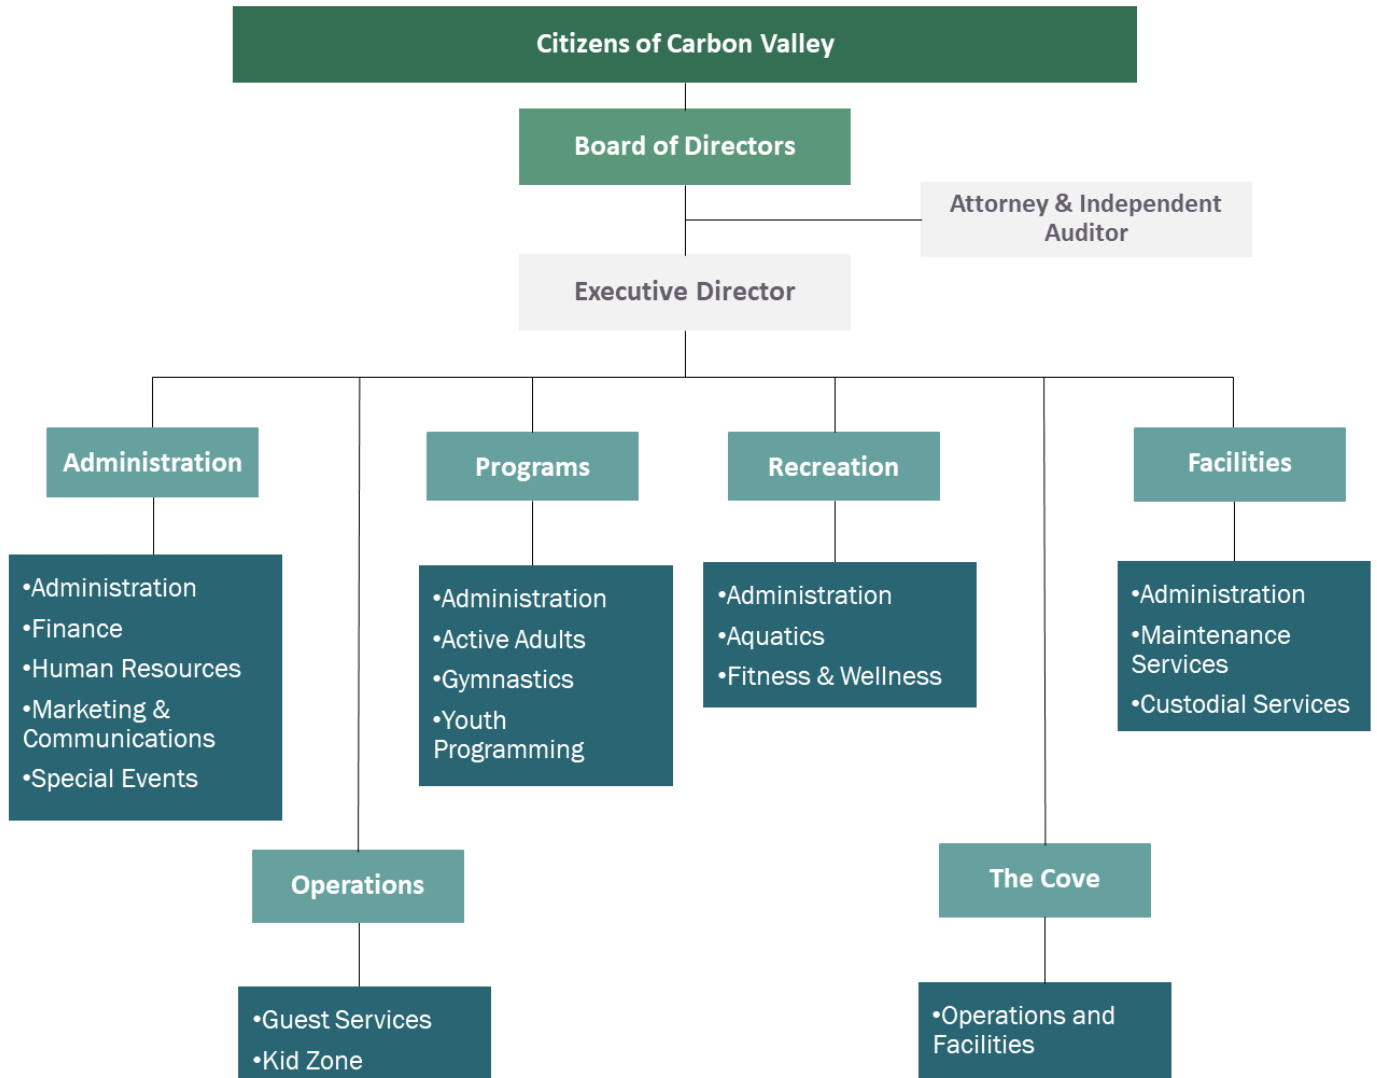 Citizens of Carbon Valley
Board of Directors
Attorney & Independent
Auditor
Executive Director
Administration
•Administration
•Finance
•Human Resources
•Marketing &
Communications
•Special Events
Programs
•Administration
•Active Adults
•Gymnastics
•Youth
Programming
Recreation
•Administration
•Aquatics
•Fitness & Wellness
Facilities
•Administration
•Maintenance
Services
•Custodial Services
Operations
•Guest Services
•Kid Zone
The Cove
•Operations and
Facilities